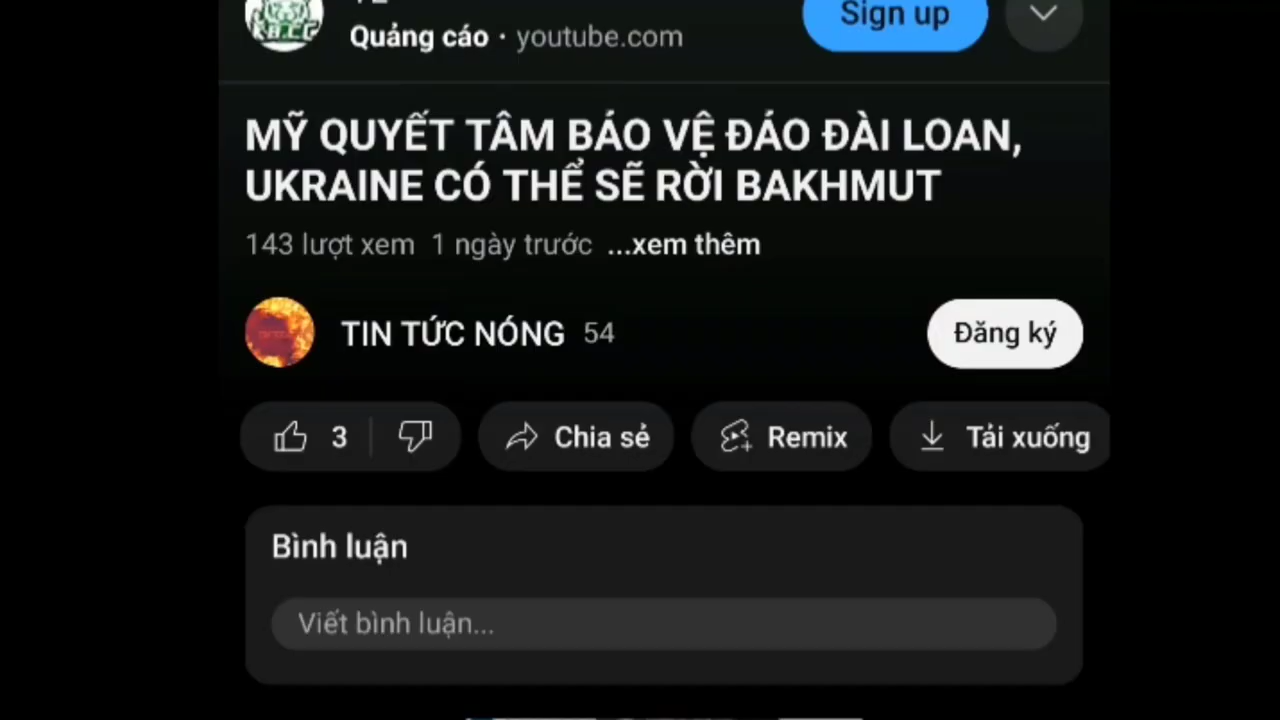 Sign up
Quảng cáo · youtube.com
MỸ QUYẾT TÂM BẢO VỆ ĐẢO ĐÀI LOAN,
UKRAINE CÓ THỂ SẼ RỜI BAKHMUT
143 lượt xem 1 ngày trước ...xem thêm
TIN TỨC NÓNG 54
Đăng ký
3
Chia sẻ
Remix
Tải xuống
Bình luận
Viết bình luận...